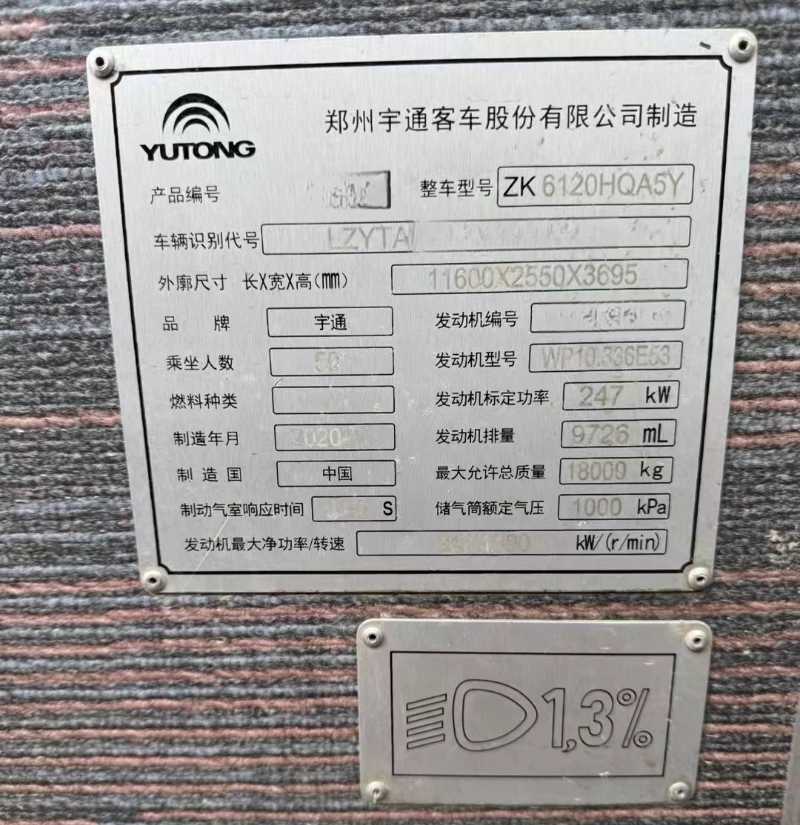 YUTONG
郑州宇通客车股份有限公司制造
产品编号 整车型号 ZK 6120HQA5Y
车辆识别代号 LZYTA
外廓尺寸 长X宽X高(mm) 11600X2550X3695
品 牌 宇通 发动机编号
乘坐人数 50 发动机型号 WP10.336E53
燃料种类 发动机标定功率 247 kW
制造年月 2020 发动机排量 9726 mL
制造国 中国 最大允许总质量 18000 kg
制动气室响应时间 S 储气筒额定气压 1000 kPa
发动机最大净功率/转速 kW/(r/min)
1,3%